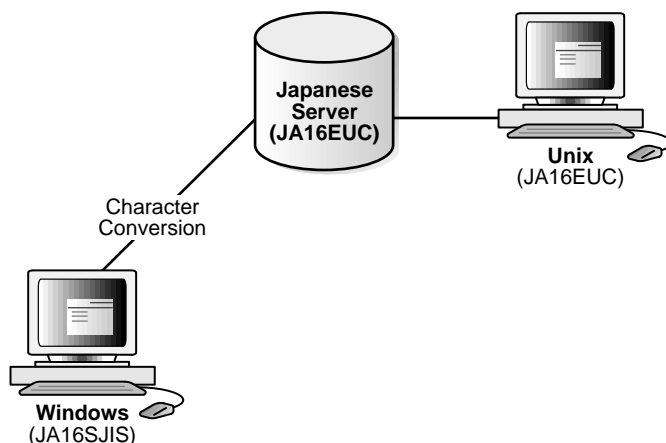 Japanese
Server
(JA16EUC)
Unix
(JA16EUC)
Character
Conversion
Windows
(JA16SJIS)